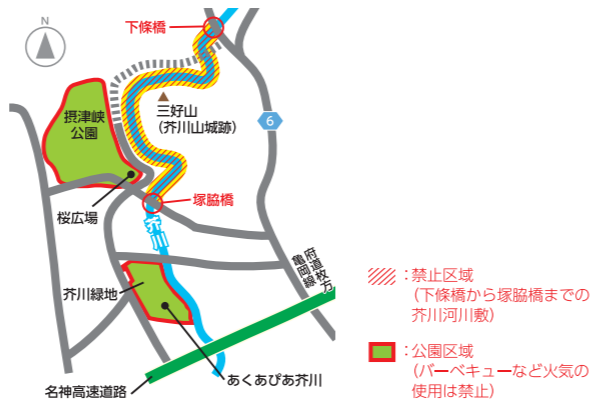 N
下條橋
三好山
(芥川山城跡)
摂津峡
公園
6
桜広場
塚脇橋
芥川
府道枚方
亀岡線
芥川緑地
あくあぴあ芥川
名神高速道路
:禁止区域
(下條橋から塚脇橋までの
芥川河川敷)
:公園区域
(バーベキューなど火気の
使用は禁止)